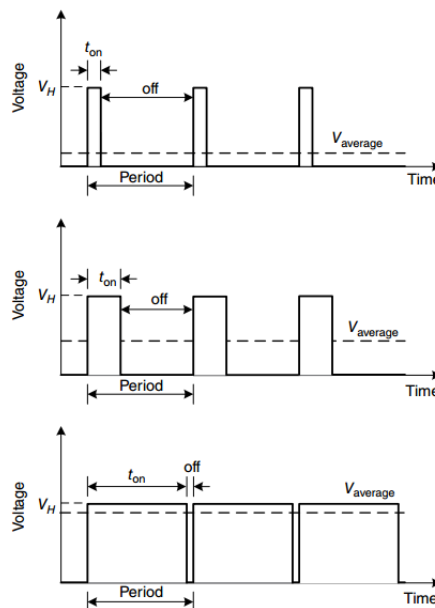 t_on
V_H
off
Voltage
V_average
Time
Period
t_on
V_H
off
Voltage
V_average
Time
Period
t_on
off
V_H
V_average
Voltage
Time
Period